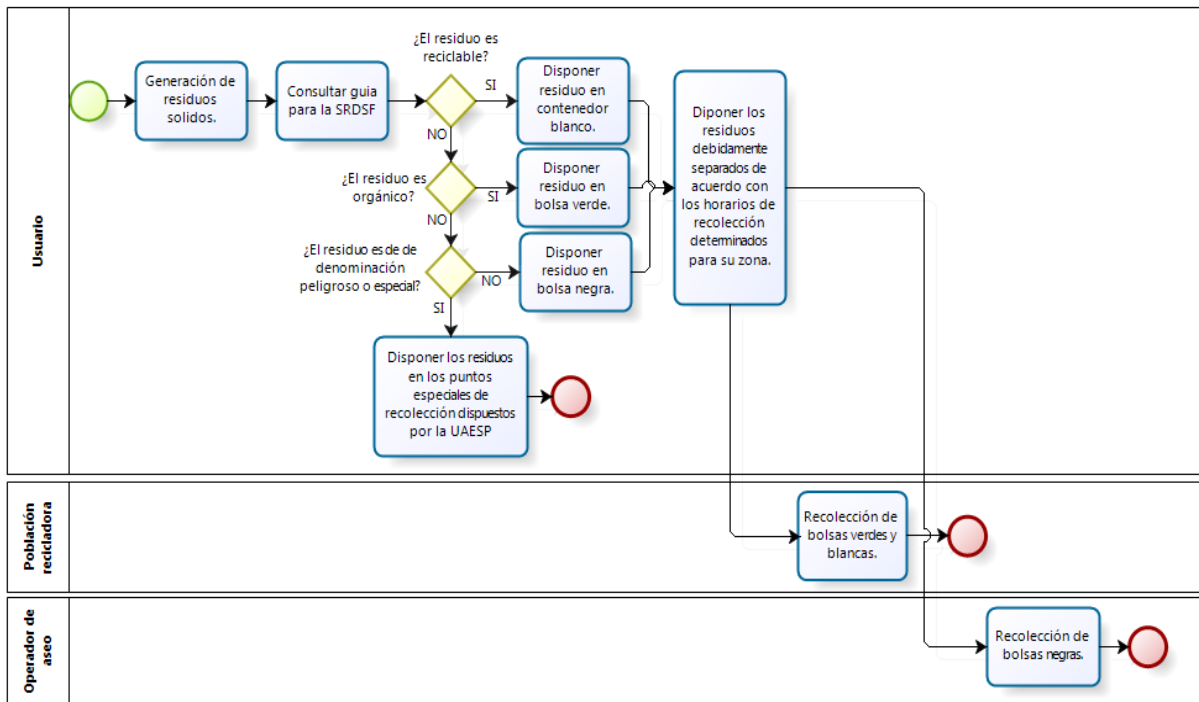 Usuario
Generación de
residuos
solidos.
Consultar guia
para la SRDSF
¿El residuo es
reciclable?
SI
NO
Disponer
residuo en
contenedor
blanco.
¿El residuo es
orgánico?
SI
NO
Disponer
residuo en
bolsa verde.
¿El residuo es de de
denominación
peligroso o especial?
NO
SI
Disponer
residuo en
bolsa negra.
Diponer los
residuos
debidamente
separados de
acuerdo con
los horarios de
recolección
determinados
para su zona.
Disponer los residuos
en los puntos
especiales de
recolección dispuestos
por la UAESP
Población
recicladora
Recolección de
bolsas verdes y
blancas.
Operador de
aseo
Recolección de
bolsas negras.